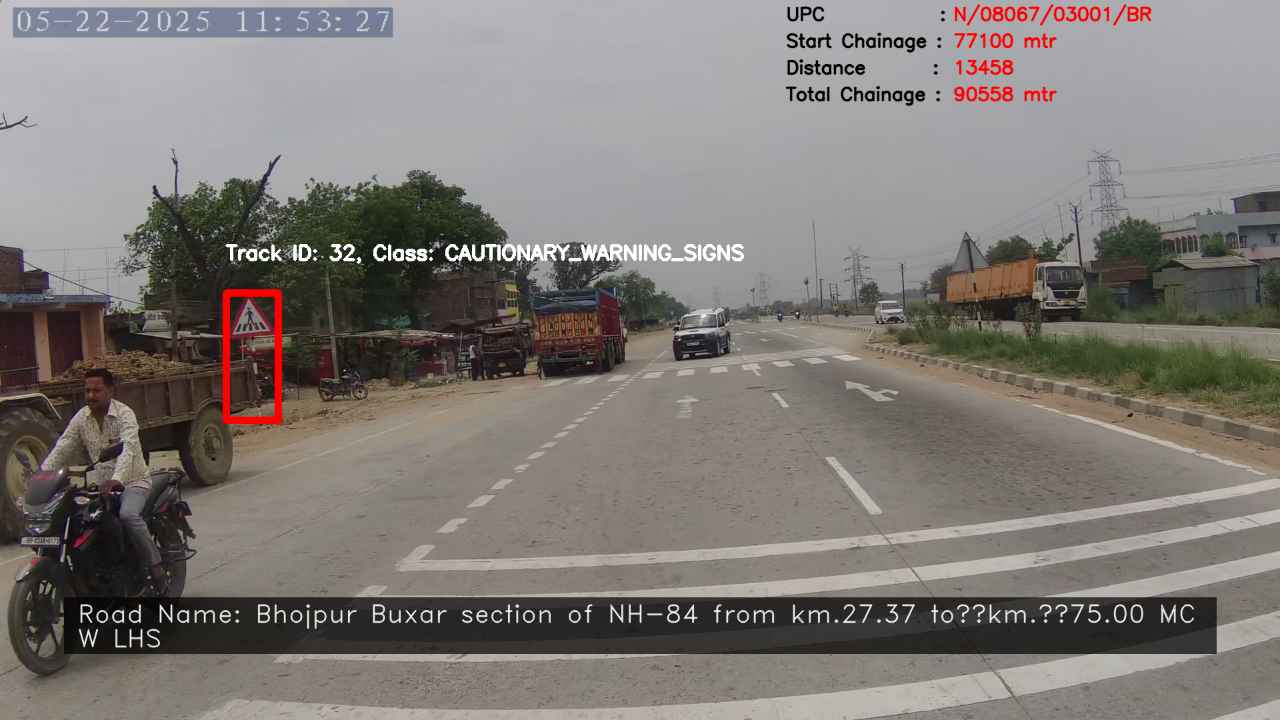 05-22-2025 11:53:27
UPC : N/08067/03001/BR
Start Chainage : 77100 mtr
Distance : 13458
Total Chainage : 90558 mtr
Track ID: 32, Class: CAUTIONARY_WARNING_SIGNS
Road Name: Bhojpur Buxar section of NH-84 from km.27.37 to??km.??75.00 MC
W LHS